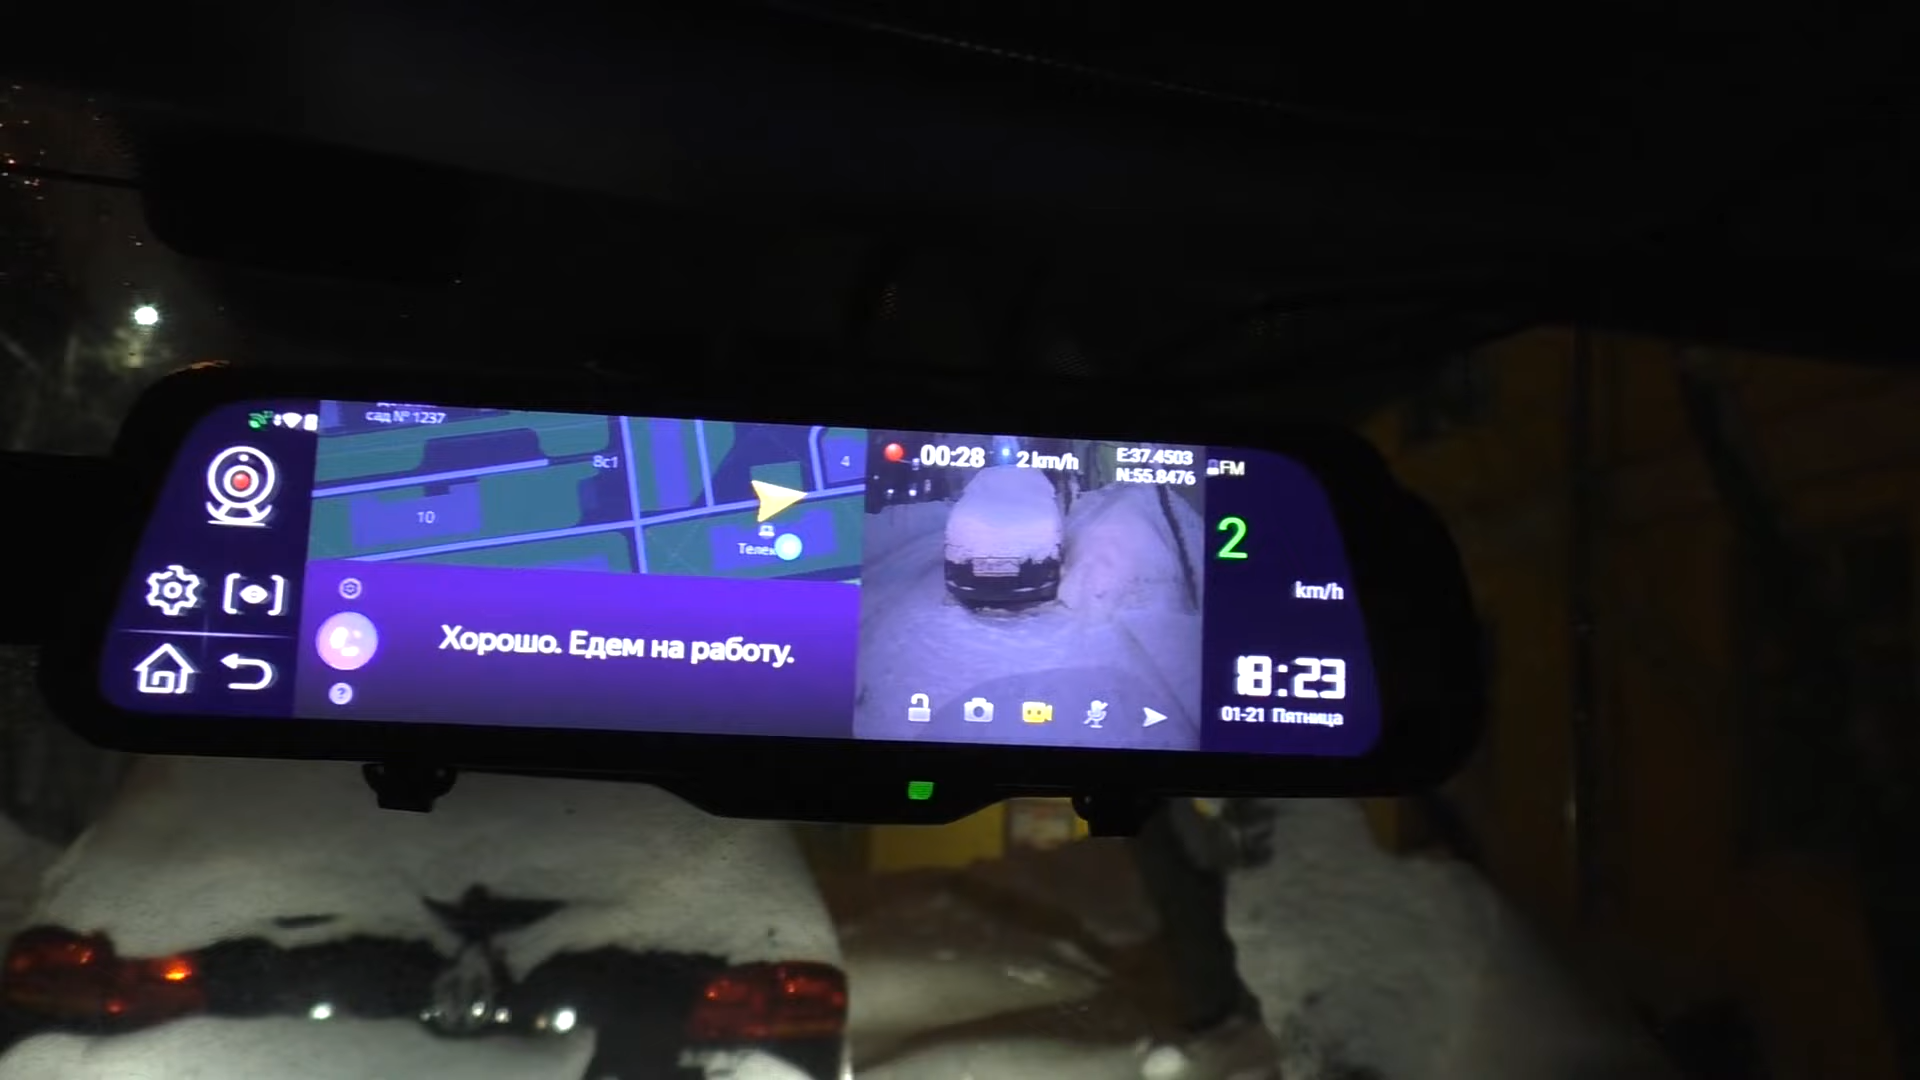 сад № 1237
8с1
4
10
Хорошо. Едем на работу.
00:28
2 km/h
E:37.4503
N:55.8476
FM
2
km/h
18:23
01-21 Пятница